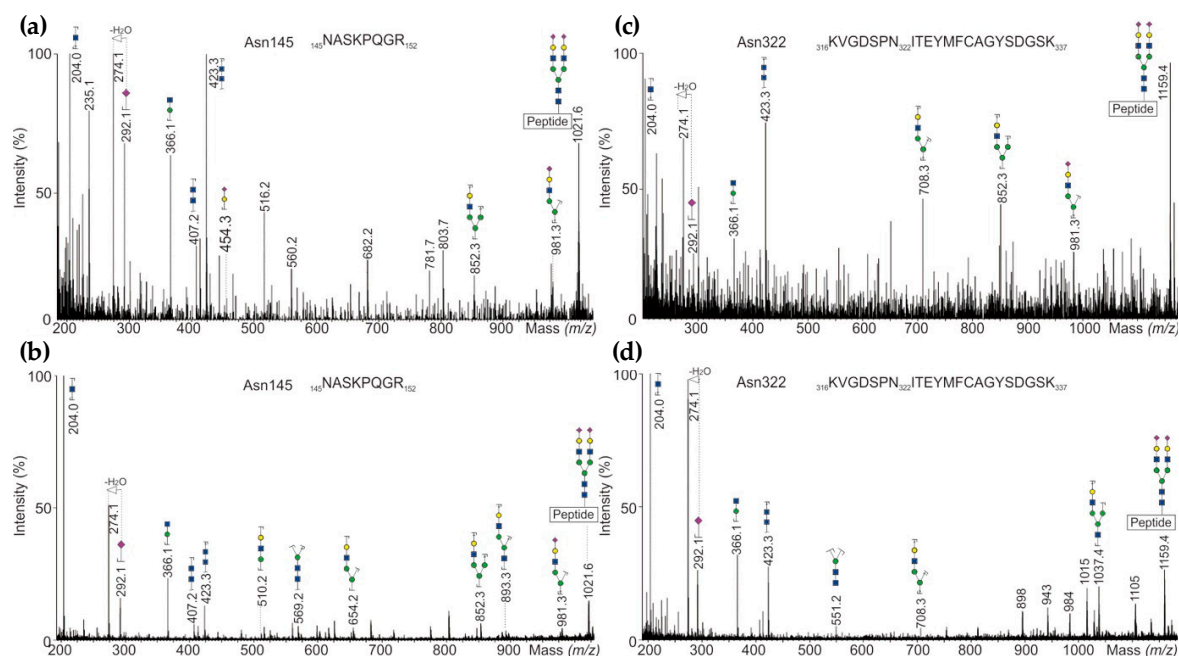 (a)
Asn145 ₁₄₅NASKPQGR₁₅₂
Intensity (%)
100
50
0
204.0
235.1
274.1
-H₂O
292.1
366.1
407.2
423.3
454.3
516.2
560.2
682.2
781.7
803.7
852.3
981.3
1021.6
Peptide
200 300 400 500 600 700 800 900 Mass (m/z)
(c)
Asn322 ₃₁₆KVGDSPN₃₂₂ITEYMFCAGYSDGSK₃₃₇
Intensity (%)
100
50
0
204.0
274.1
-H₂O
292.1
366.1
423.3
708.3
852.3
981.3
1159.4
Peptide
300 400 500 600 700 800 900 1000 Mass (m/z)
(b)
Asn145 ₁₄₅NASKPQGR₁₅₂
Intensity (%)
100
50
0
204.0
274.1
-H₂O
292.1
366.1
407.2
423.3
510.2
569.2
654.2
852.3
893.3
981.3
1021.6
Peptide
200 300 400 500 600 700 800 900 Mass (m/z)
(d)
Asn322 ₃₁₆KVGDSPN₃₂₂ITEYMFCAGYSDGSK₃₃₇
Intensity (%)
100
50
0
204.0
274.1
-H₂O
292.1
366.1
423.3
551.2
708.3
898
943
984
1015
1037.4
1105
1159.4
Peptide
300 400 500 600 700 800 900 1000 Mass (m/z)